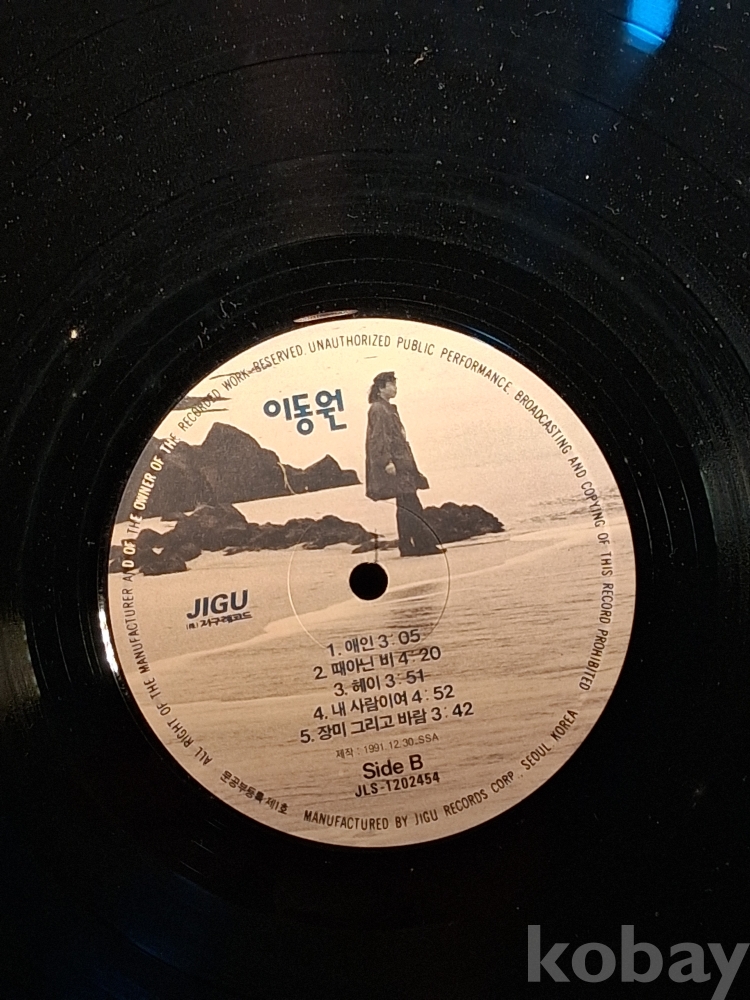 ALL RIGHT OF THE MANUFACTURER AND OF THE OWNER OF THE RECORDED WORK RESERVED. UNAUTHORIZED PUBLIC PERFORMANCE. BROADCASTING AND COPYING OF THIS RECORD PROHIBITED
이동원
JIGU
(株) 지구레코드
1. 애인 3:05
2. 때아닌 비 4:20
3. 헤이 3:51
4. 내 사람이여 4:52
5. 장미 그리고 바람 3:42
제작 : 1991.12.30.SSA
Side B
JLS-1202454
문공부등록 제1호
MANUFACTURED BY JIGU RECORDS CORP., SEOUL KOREA
kobay